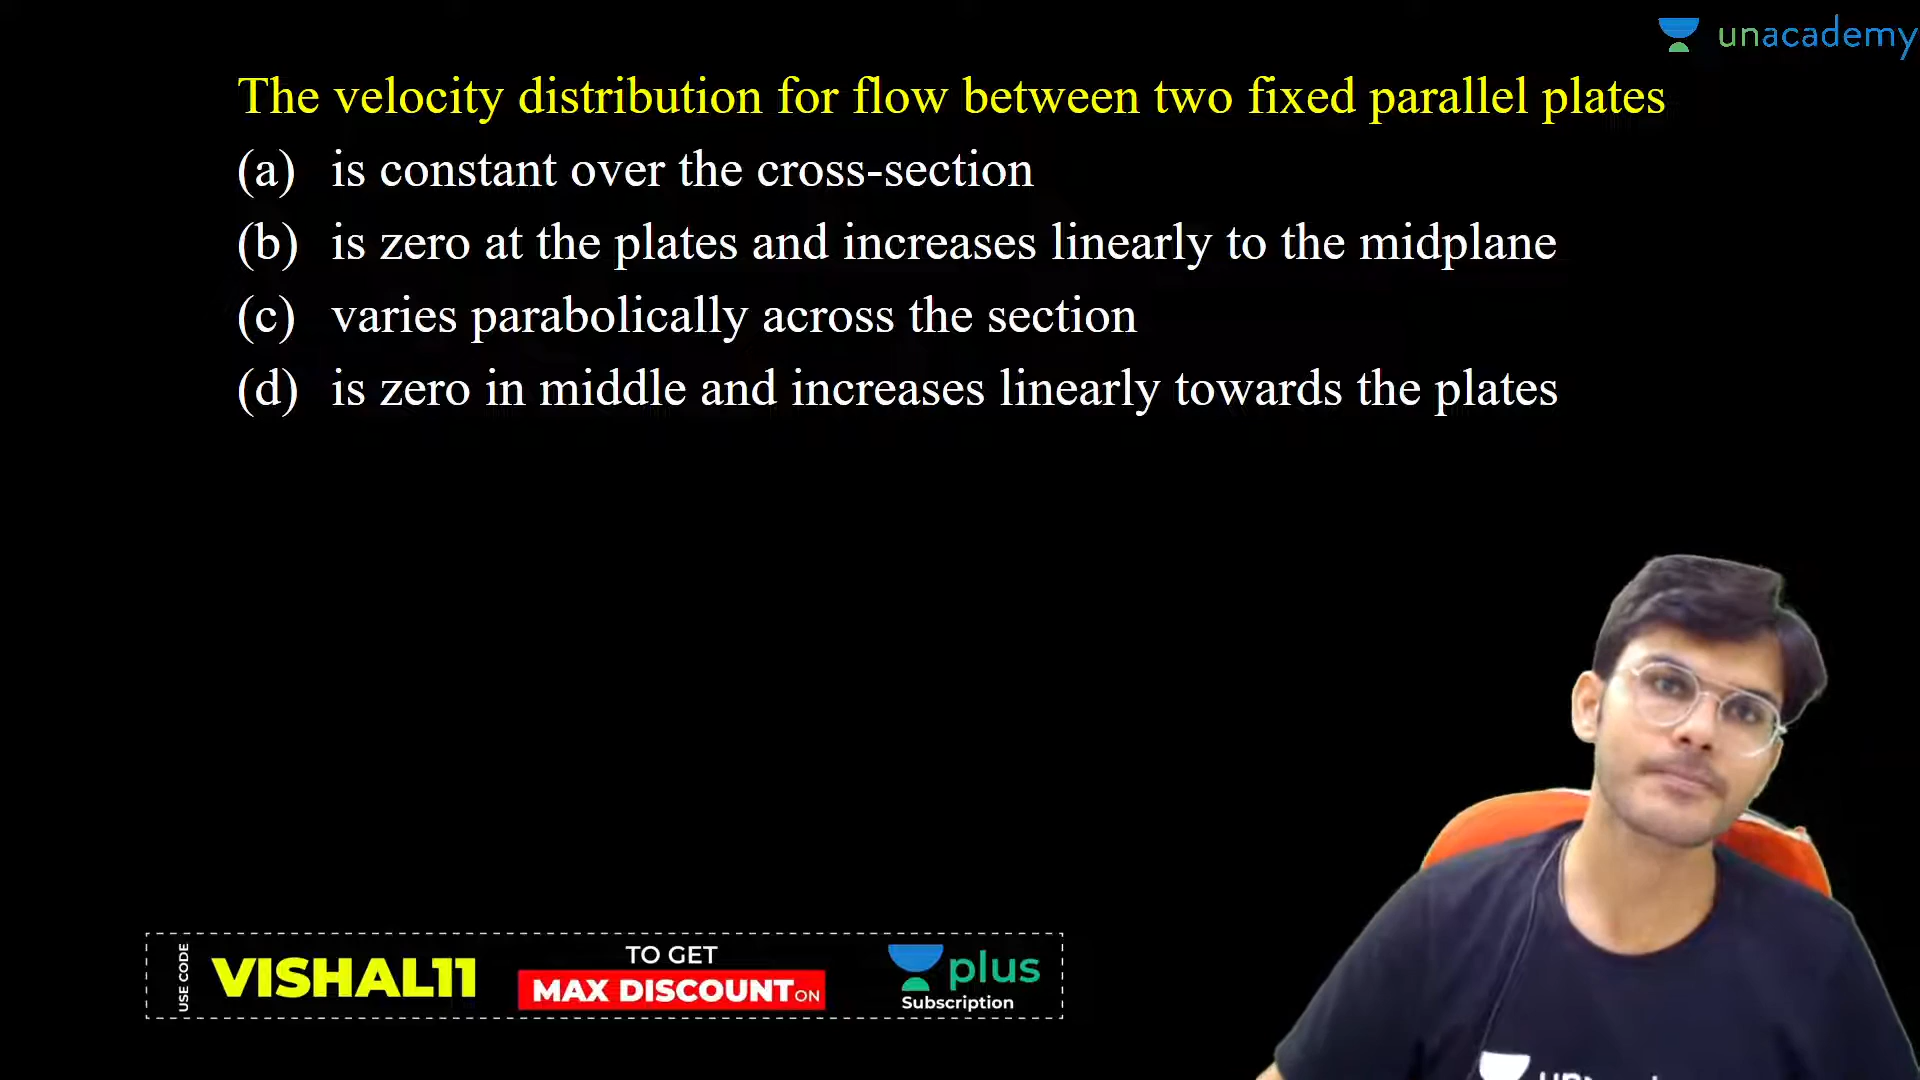 unacademy
The velocity distribution for flow between two fixed parallel plates
(a) is constant over the cross-section
(b) is zero at the plates and increases linearly to the midplane
(c) varies parabolically across the section
(d) is zero in middle and increases linearly towards the plates
USE CODE
VISHAL11
TO GET
MAX DISCOUNT ON
plus
Subscription